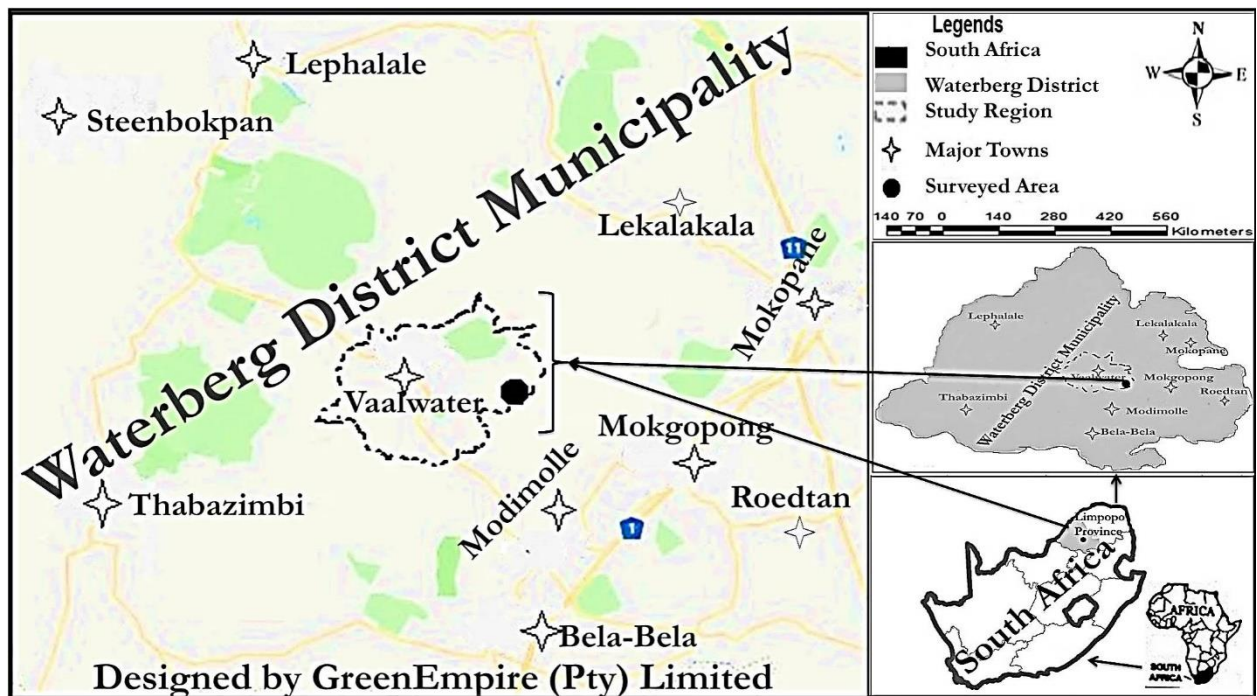 Lephalale
Steenbokpan
Waterberg District Municipality
Lekalakala
11
Mokopane
Vaalwater
Mokgopong
Modimolle
Thabazimbi
Roedtan
1
Bela-Bela
Designed by GreenEmpire (Pty) Limited
Legends
South Africa
Waterberg District
Study Region
Major Towns
Surveyed Area
N
W
E
S
140 70 0 140 280 420 560
Kilometers
Lephalale
Waterberg District Municipality
Lekalakala
Mokopane
Vaalwater
Mokgopong
Thabazimbi
Modimolle
Roedtan
Bela-Bela
Limpopo
Province
South Africa
AFRICA
SOUTH
AFRICA